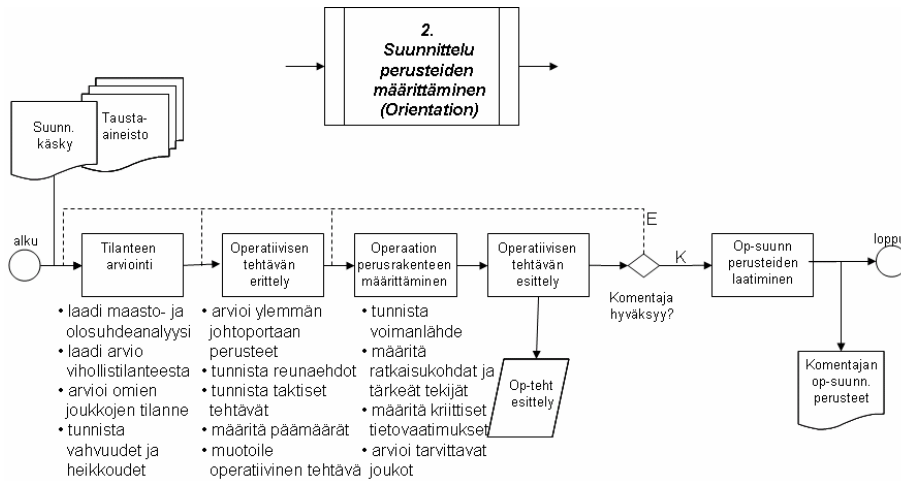 2.
Suunnittelu
perusteiden
määrittäminen
(Orientation)
Suunn.
käsky
Tausta-
aineisto
alku
Tilanteen
arviointi
Operatiivisen
tehtävän
erittely
Operaation
perusrakenteen
määrittäminen
Operatiivisen
tehtävän
esittely
E
K
Komentaja
hyväksyy?
Op-suunn
perusteiden
laatiminen
loppu
• laadi maasto- ja
olosuhdeanalyysi
• laadi arvio
vihollistilanteesta
• arvioi omien
joukkojen tilanne
• tunnista
vahvuudet ja
heikkoudet
• arvioi ylemmän
johtoportaan
perusteet
• tunnista reunaehdot
• tunnista taktiset
tehtävät
• määritä päämäärät
• muotoile
operatiivinen tehtävä
• tunnista
voimanlähde
• määritä
ratkaisukohdat ja
tärkeät tekijät
• määritä kriittiset
tietovaatimukset
• arvioi tarvittavat
joukot
Op-teht
esittely
Komentajan
op-suunn.
perusteet